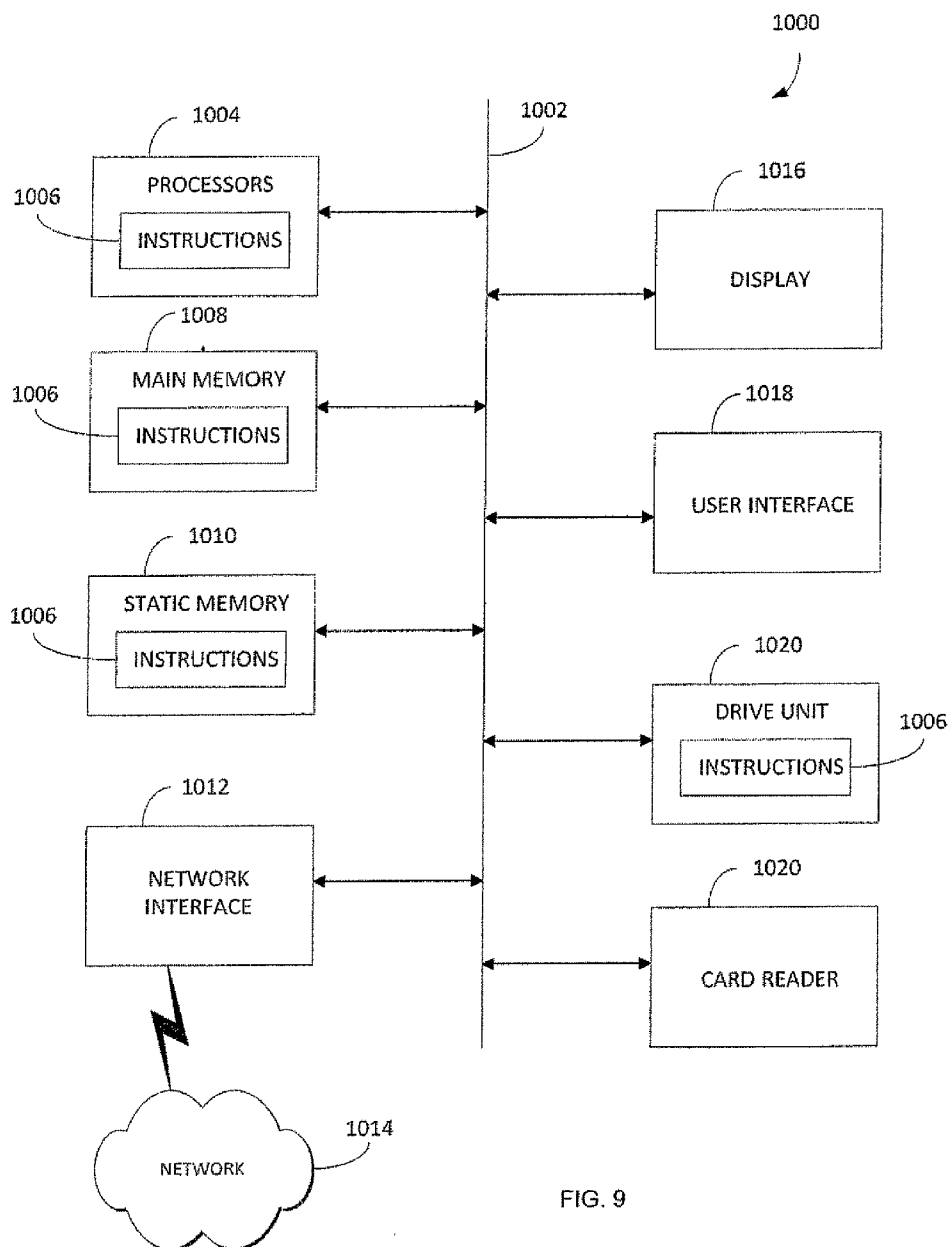 1000
1002
1004
PROCESSORS
1006
INSTRUCTIONS
1016
DISPLAY
1008
MAIN MEMORY
1006
INSTRUCTIONS
1018
USER INTERFACE
1010
STATIC MEMORY
1006
INSTRUCTIONS
1020
DRIVE UNIT
1006
INSTRUCTIONS
1012
NETWORK
INTERFACE
1020
CARD READER
1014
NETWORK
FIG. 9